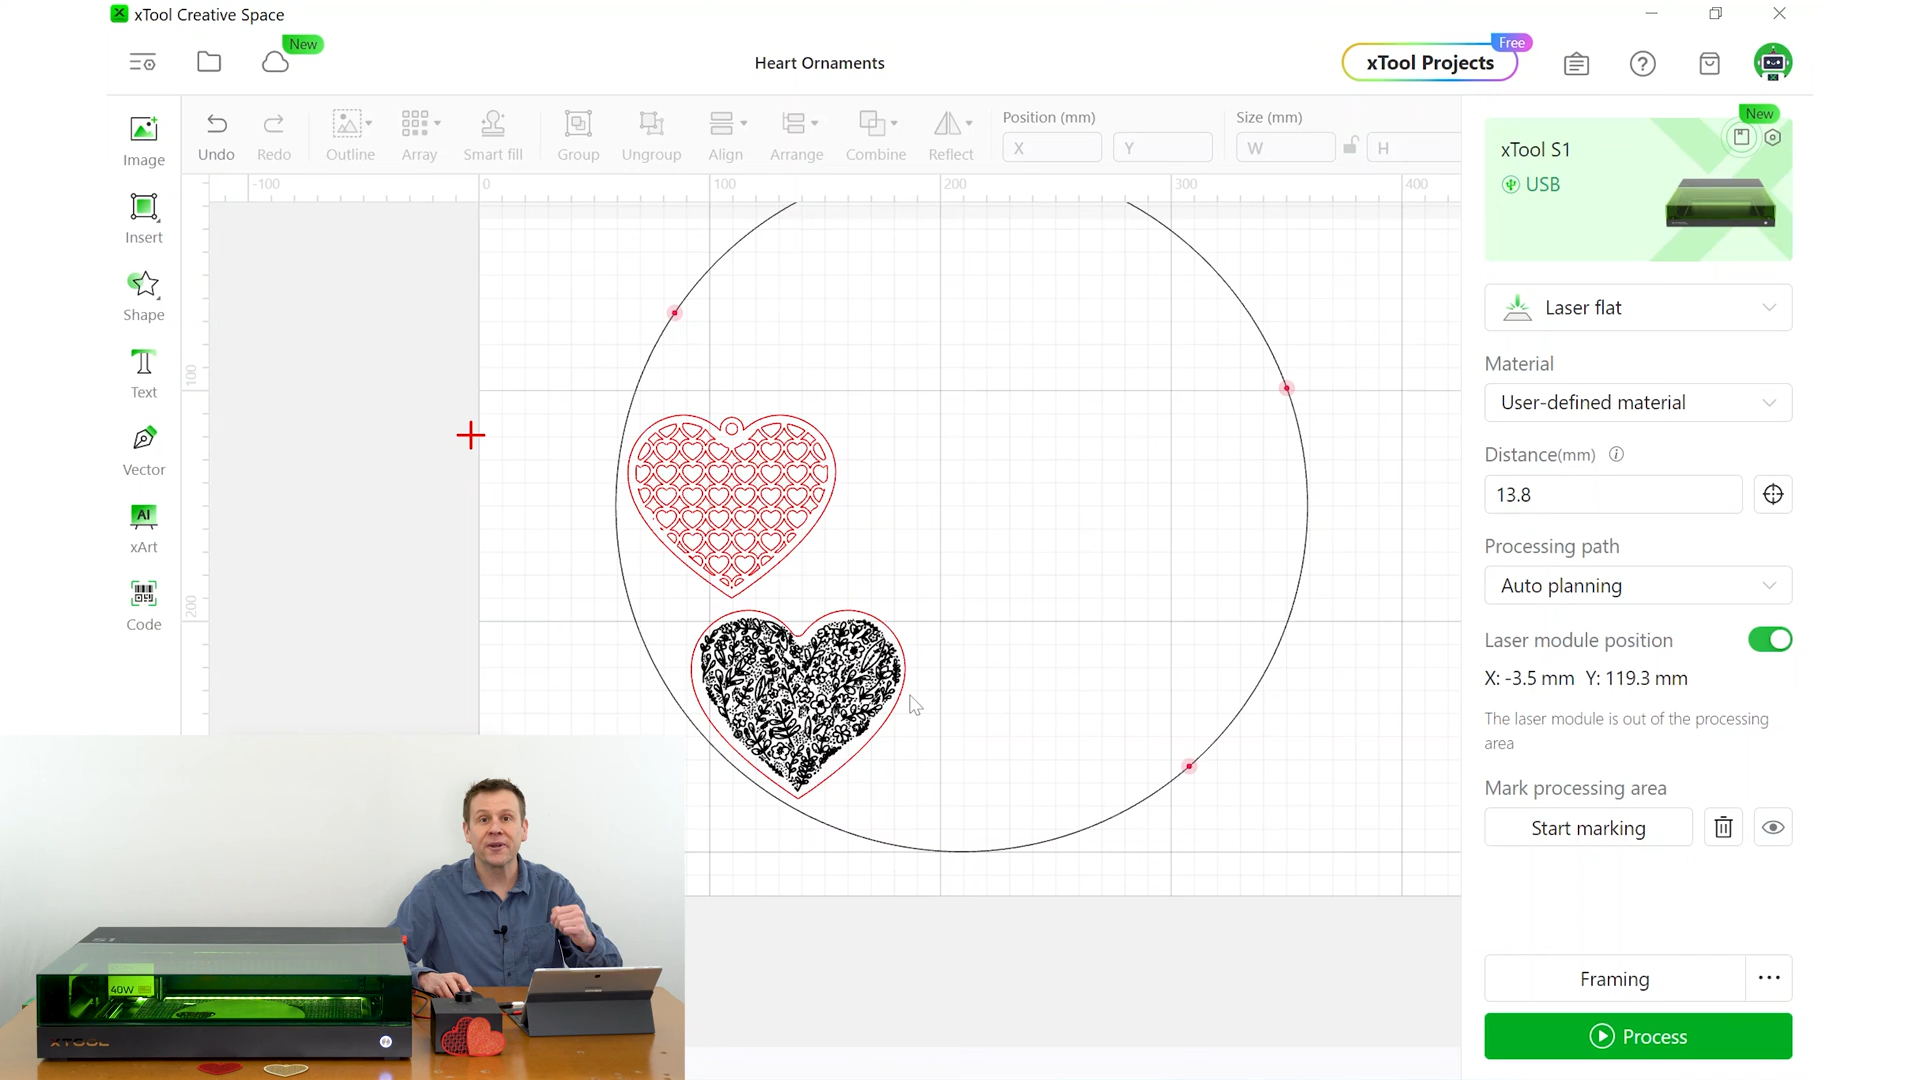 xTool Creative Space
New
Heart Ornaments
Free
xTool Projects
Image
Insert
Shape
Text
Vector
AI
xArt
Code
Undo
Redo
Outline
Array
Smart fill
Group
Ungroup
Align
Arrange
Combine
Reflect
Position (mm)
X
Y
Size (mm)
W
H
-100
0
100
200
300
400
100
200
New
xTool S1
USB
Laser flat
Material
User-defined material
Distance(mm)
13.8
Processing path
Auto planning
Laser module position
X: -3.5 mm Y: 119.3 mm
The laser module is out of the processing
area
Mark processing area
Start marking
Framing
Process
S1
40W
XTOOL